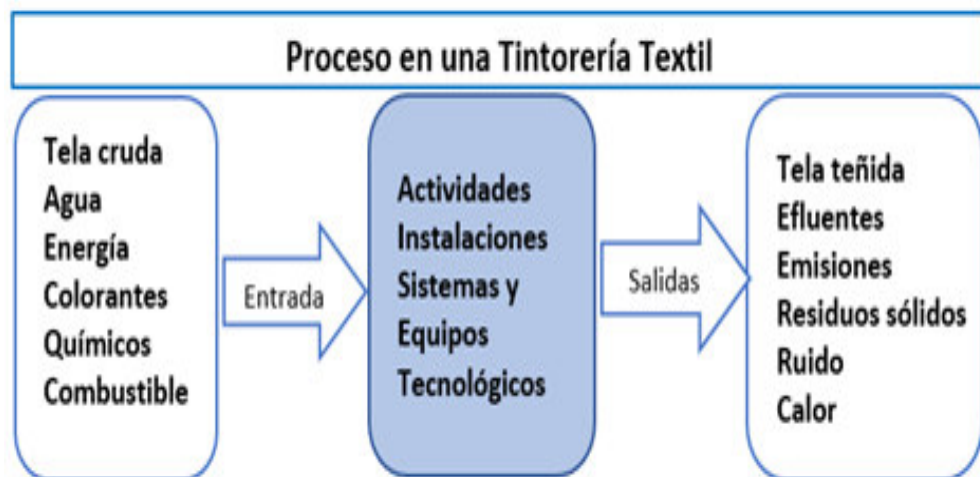 Proceso en una Tintorería Textil
Tela cruda
Agua
Energía
Colorantes
Químicos
Combustible
Entrada
Actividades
Instalaciones
Sistemas y
Equipos
Tecnológicos
Salidas
Tela teñida
Efluentes
Emisiones
Residuos sólidos
Ruido
Calor